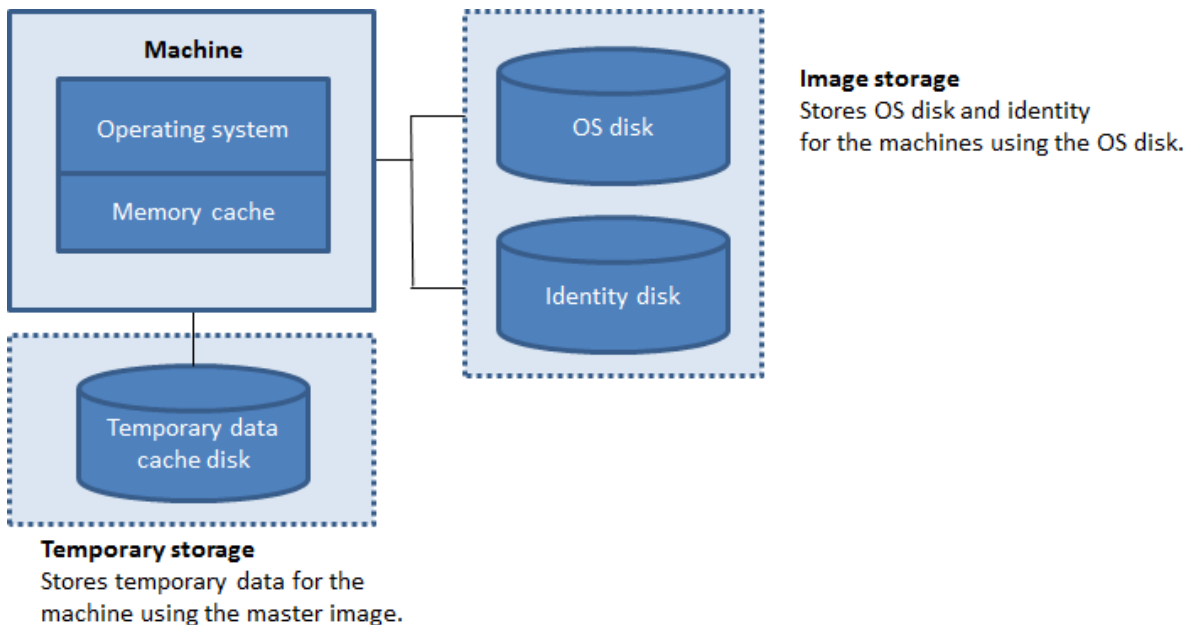 Machine
Operating system
Memory cache
OS disk
Identity disk
Image storage
Stores OS disk and identity
for the machines using the OS disk.
Temporary data
cache disk
Temporary storage
Stores temporary data for the
machine using the master image.